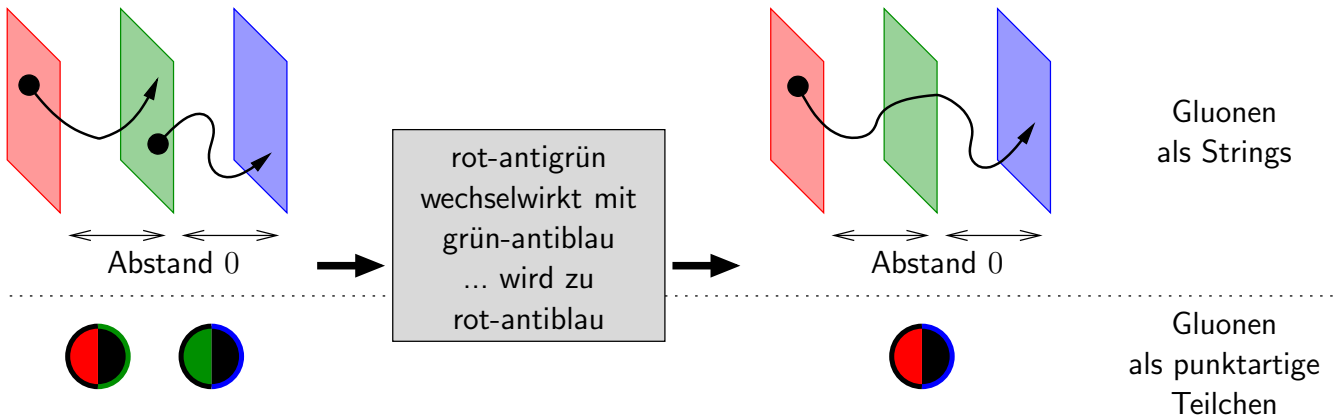 Gluonen
als Strings
rot-antigrün
wechselwirkt mit
grün-antiblau
... wird zu
rot-antiblau
Abstand 0
Abstand 0
Gluonen
als punktartige
Teilchen